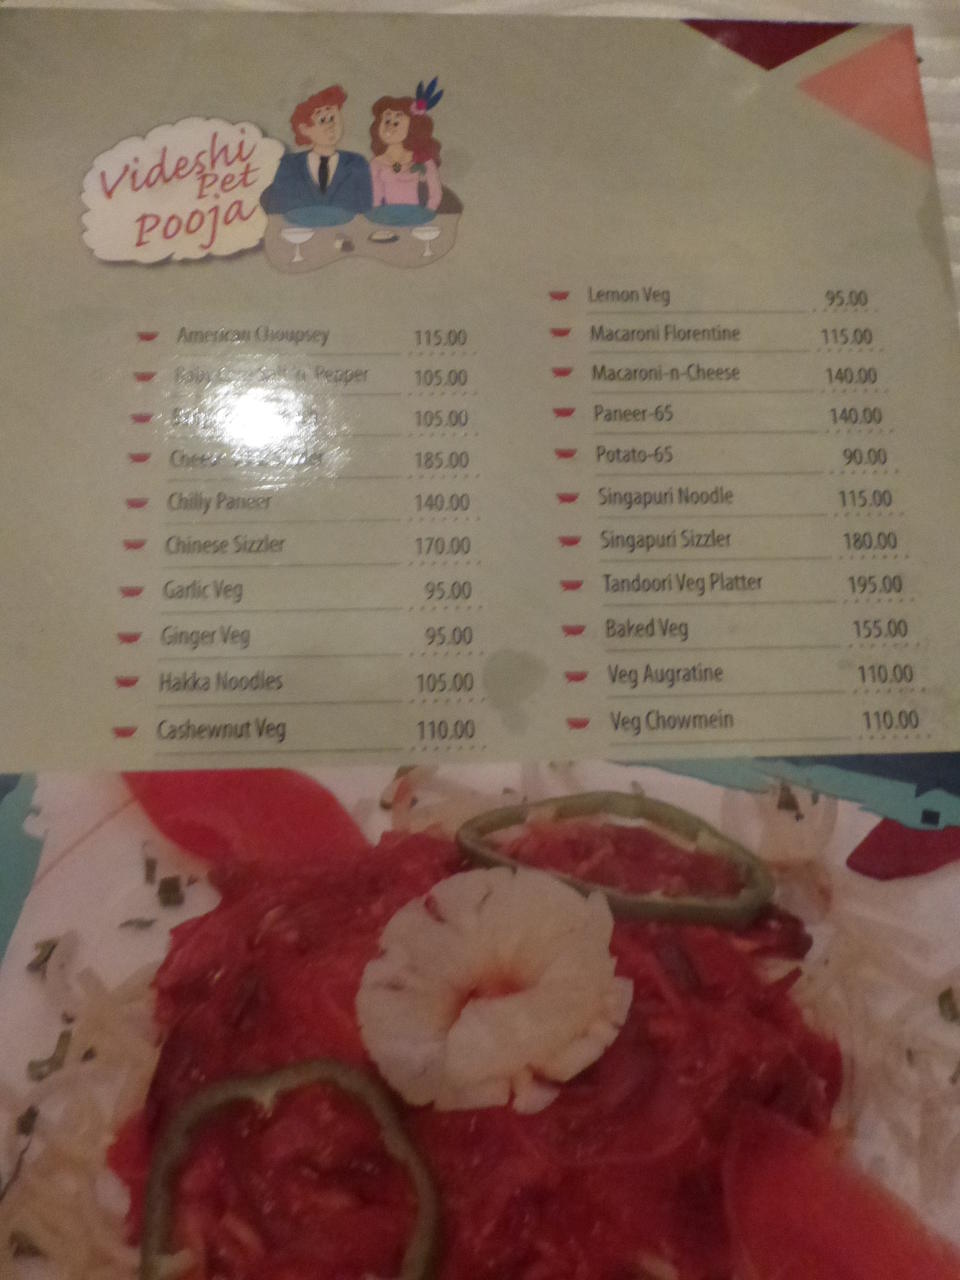 Videshi
Pet
Pooja
American Choupsey 115.00
Baby Corn Salt 'n' Pepper 105.00
105.00
185.00
Chilly Paneer 140.00
Chinese Sizzler 170.00
Garlic Veg 95.00
Ginger Veg 95.00
Hakka Noodles 105.00
Cashewnut Veg 110.00
Lemon Veg 95.00
Macaroni Florentine 115.00
Macaroni-n-Cheese 140.00
Paneer-65 140.00
Potato-65 90.00
Singapuri Noodle 115.00
Singapuri Sizzler 180.00
Tandoori Veg Platter 195.00
Baked Veg 155.00
Veg Augratine 110.00
Veg Chowmein 110.00